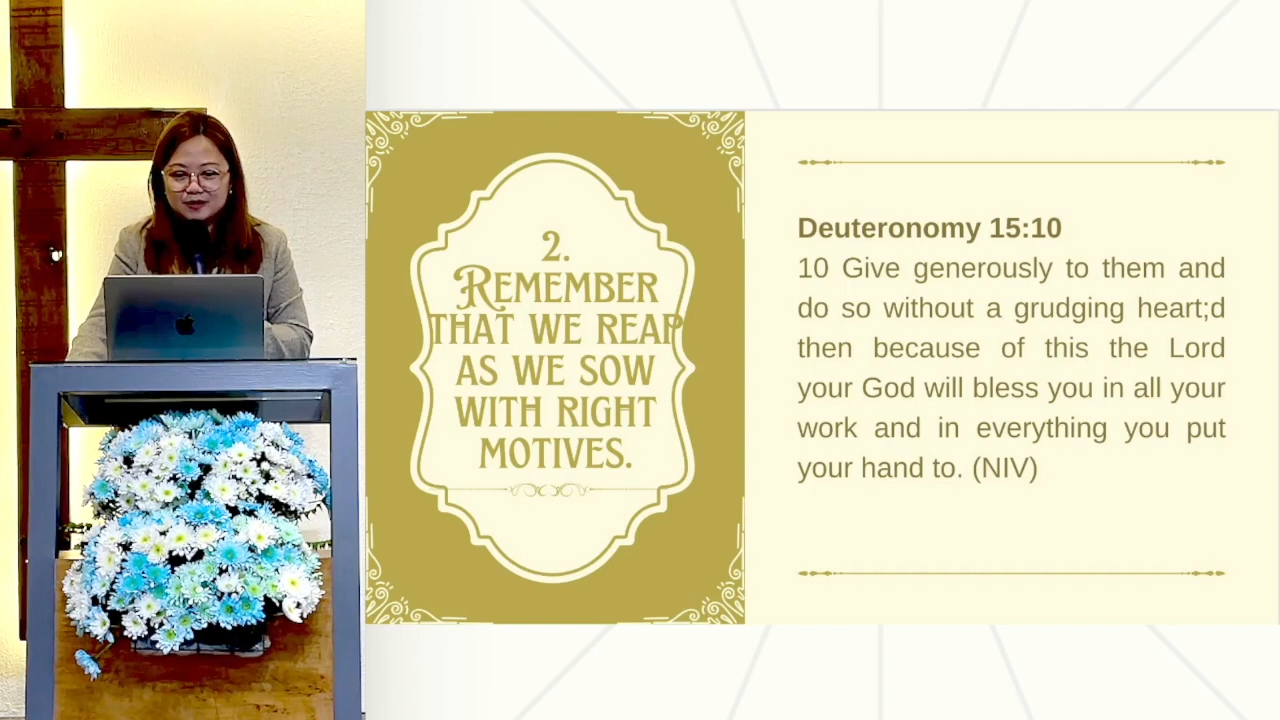 2.
REMEMBER
THAT WE REAP
AS WE SOW
WITH RIGHT
MOTIVES.
Deuteronomy 15:10
10 Give generously to them and
do so without a grudging heart;d
then because of this the Lord
your God will bless you in all your
work and in everything you put
your hand to. (NIV)